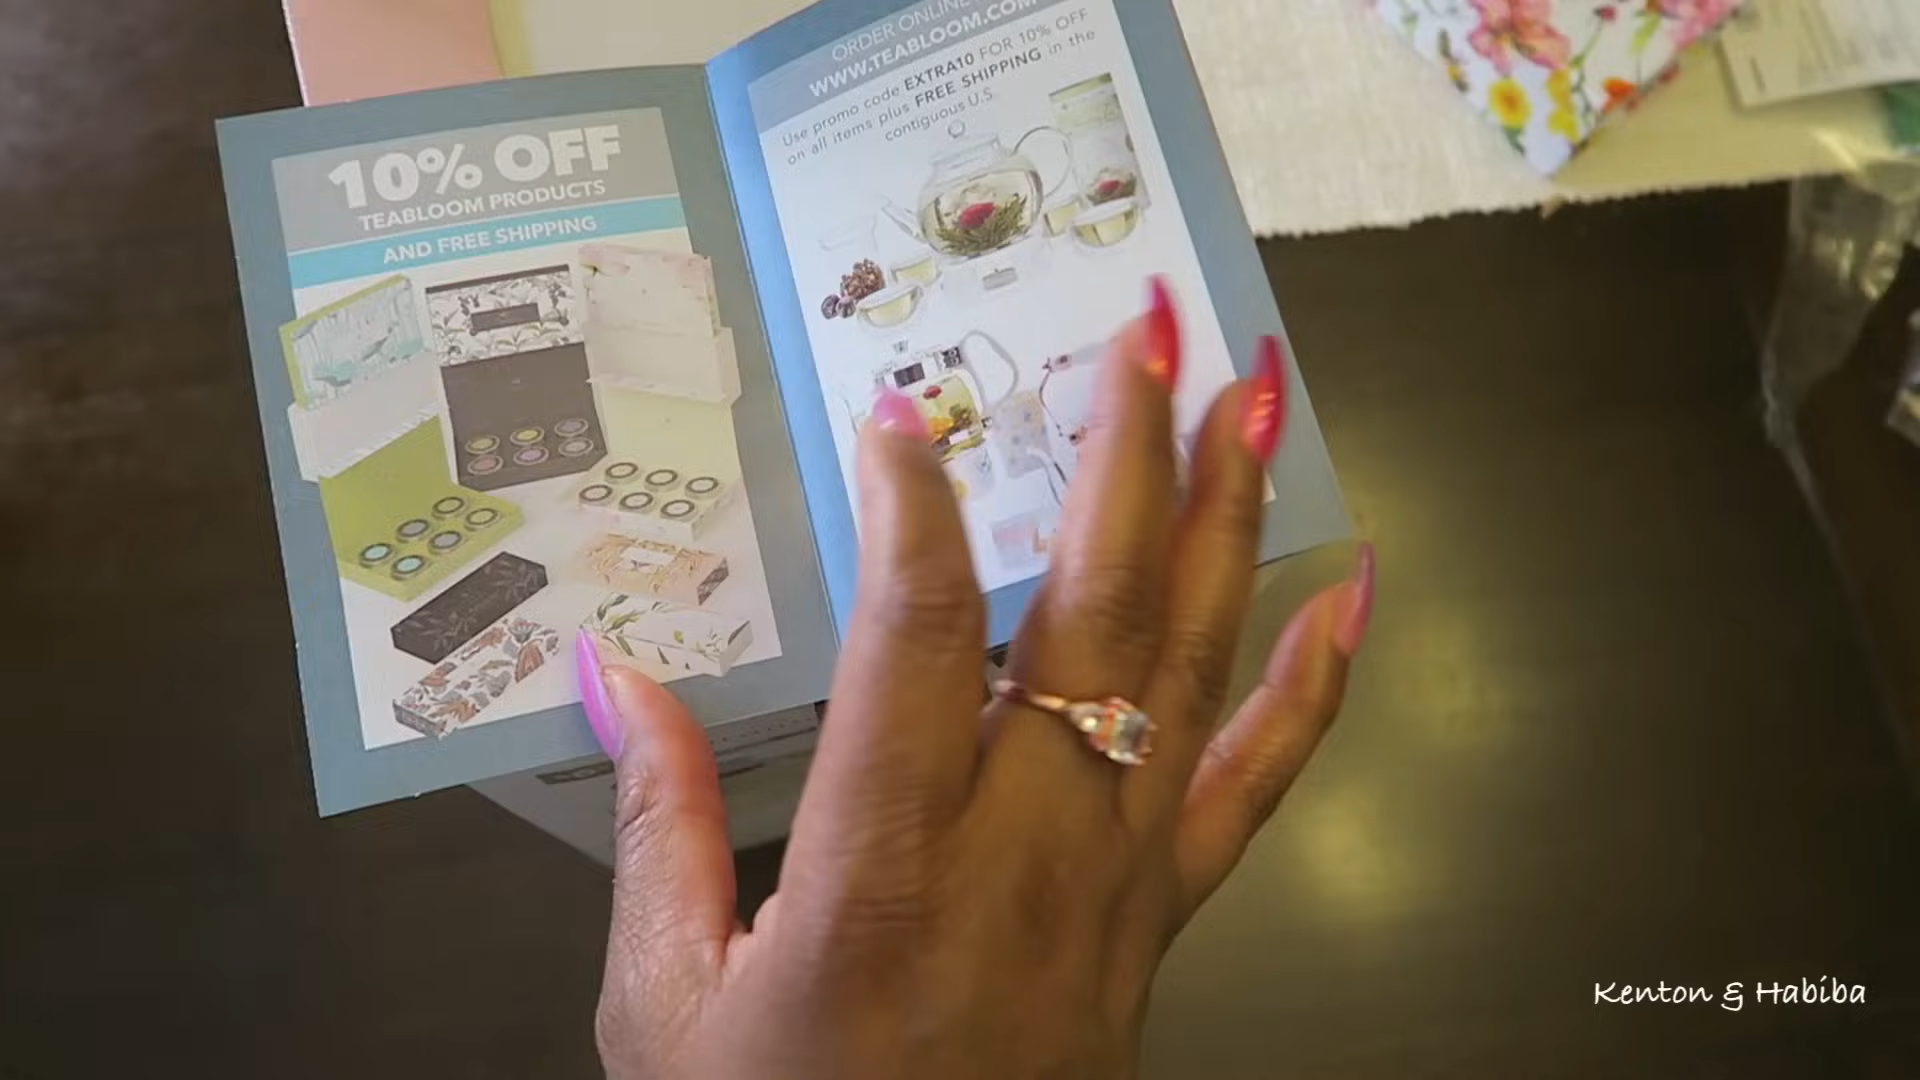 10% OFF
TEABLOOM PRODUCTS
AND FREE SHIPPING
ORDER ONLINE
WWW.TEABLOOM.COM
Use promo code EXTRA10 FOR 10% OFF
on all items plus FREE SHIPPING in the
contiguous U.S.
Kenton & Habiba